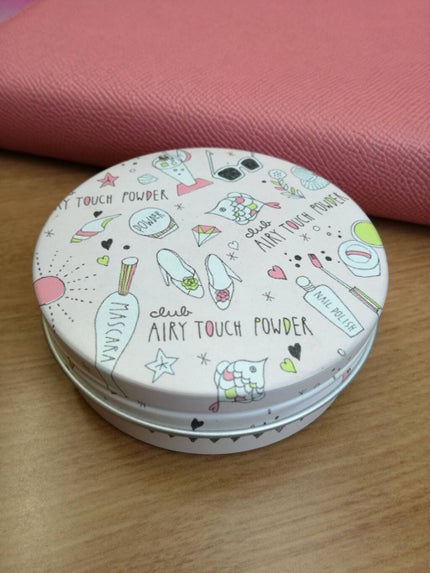 AIRY TOUCH POWDER
POWDER
club
AIRY TOUCH POWDER
MASCARA
NAIL POLISH
club
AIRY TOUCH POWDER